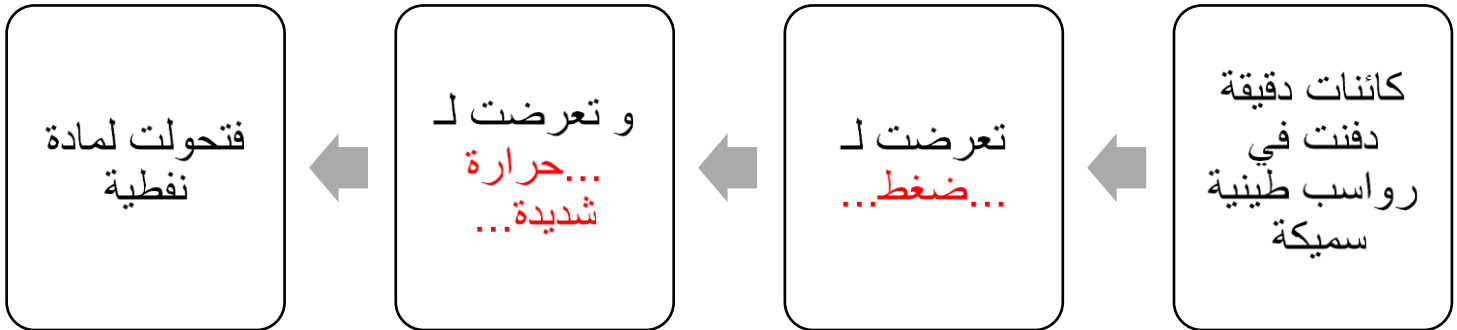 كائنات دقيقة
دفنت في
رواسب طينية
سميكة
تعرضت لـ
...ضغط...
و تعرضت لـ
...حرارة
شديدة...
فتحولت لمادة
نفطية